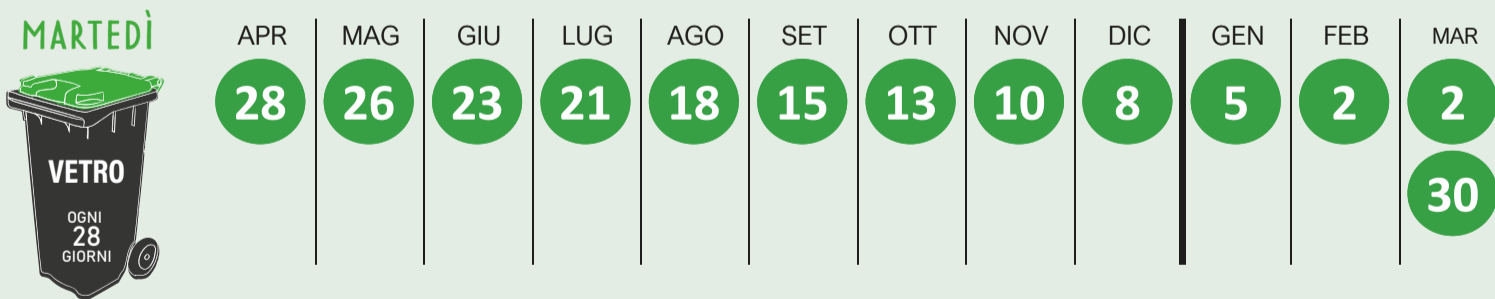 MARTEDÌ
VETRO
OGNI
28
GIORNI
APR MAG GIU LUG AGO SET OTT NOV DIC GEN FEB MAR
28 26 23 21 18 15 13 10 8 5 2 2
30